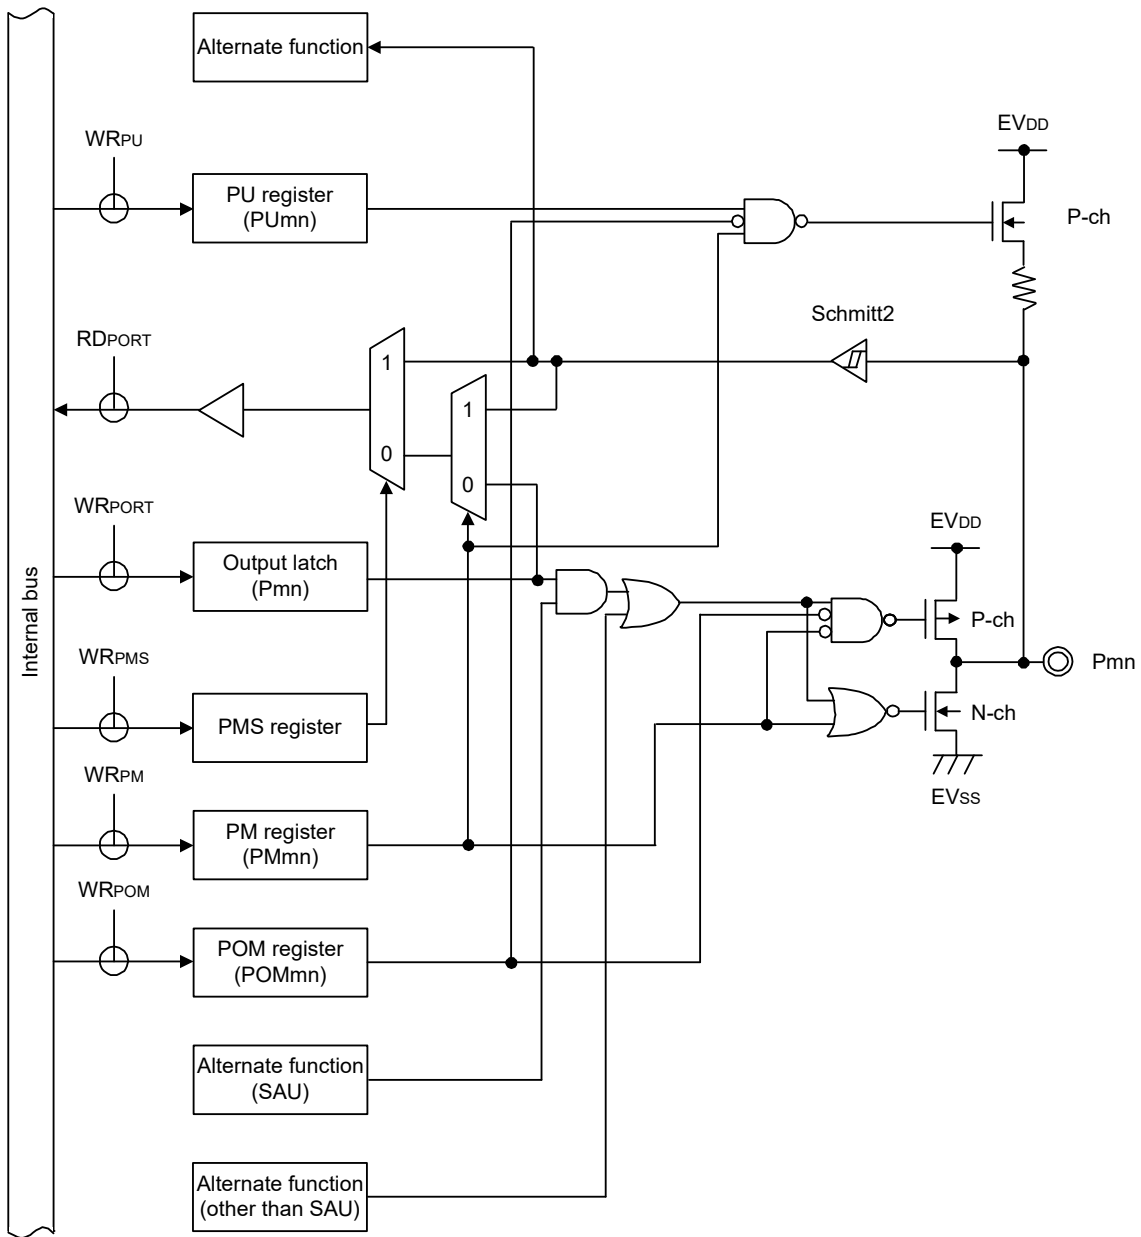 Alternate function
EVDD
WRPU
PU register
(PUmn)
P-ch
Schmitt2
RDPORT
1
1
0
0
WRPORT
EVDD
Output latch
(Pmn)
P-ch
Internal bus
WRPMS
Pmn
PMS register
N-ch
WRPM
EVSS
PM register
(PMmn)
WRPOM
POM register
(POMmn)
Alternate function
(SAU)
Alternate function
(other than SAU)